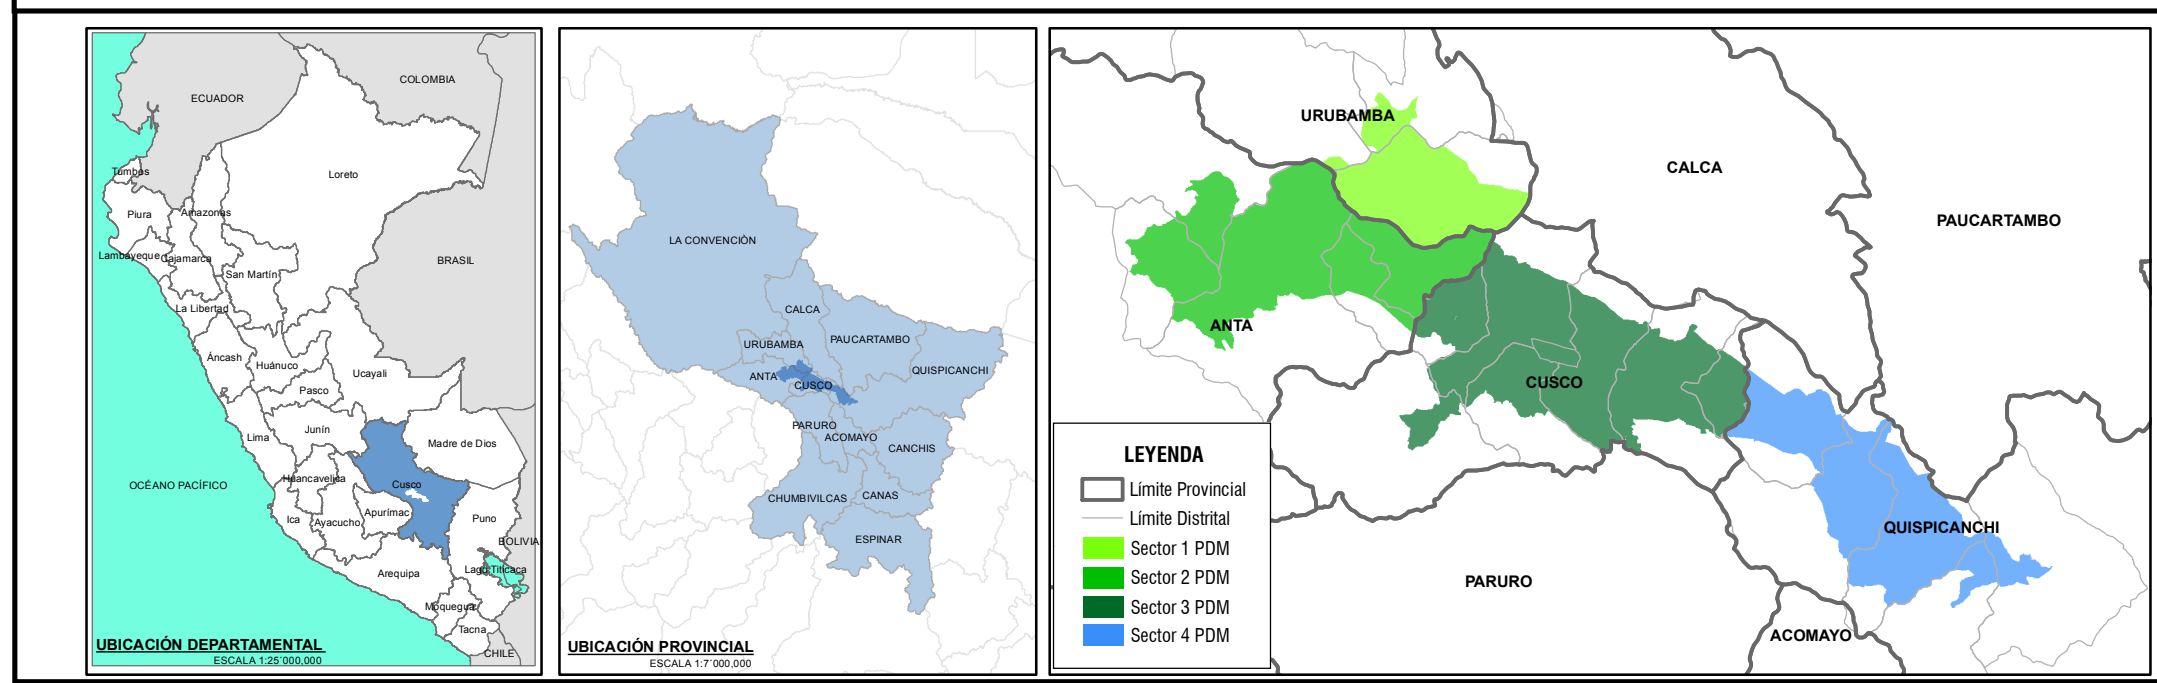 COLOMBIA
ECUADOR
Tumbes
Loreto
Piura
Amazonas
Lambayeque
Cajamarca
San Martín
BRASIL
La Libertad
Áncash
Huánuco
Ucayali
Pasco
Lima
Junín
Madre de Dios
OCÉANO PACÍFICO
Huancavelica
Cusco
Ica
Ayacucho
Apurímac
Puno
BOLIVIA
Arequipa
Lago Titicaca
Moquegua
Tacna
CHILE
UBICACIÓN DEPARTAMENTAL
ESCALA 1:25'000,000
LA CONVENCIÒN
CALCA
URUBAMBA
PAUCARTAMBO
ANTA
CUSCO
QUISPICANCHI
PARURO
ACOMAYO
CANCHIS
CHUMBIVILCAS
CANAS
ESPINAR
UBICACIÓN PROVINCIAL
ESCALA 1:7'000,000
URUBAMBA
CALCA
PAUCARTAMBO
ANTA
CUSCO
QUISPICANCHI
PARURO
ACOMAYO
LEYENDA
Límite Provincial
Límite Distrital
Sector 1 PDM
Sector 2 PDM
Sector 3 PDM
Sector 4 PDM